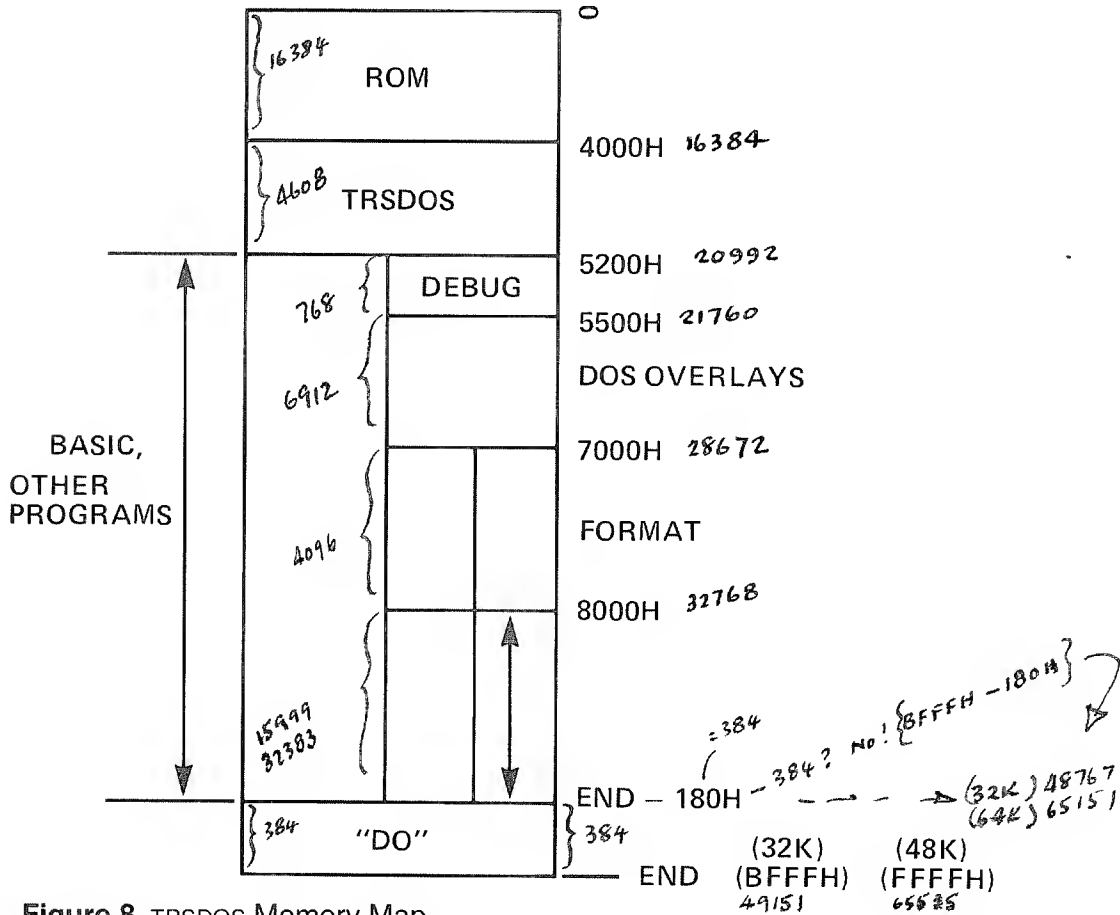 0
16384
ROM
4000H 16384
4608
TRSDOS
5200H 20992
DEBUG
768
5500H 21760
DOS OVERLAYS
6912
7000H 28672
BASIC,
OTHER
PROGRAMS
FORMAT
4096
8000H 32768
15999
32383
=384
END – 180H – 384? NO! {BFFFH – 180H}
(32K) 48767
(64K) 65151
384
"DO"
384
(32K) (48K)
END (BFFFH) (FFFFH)
49151 65535
Figure 8. TRSDOS Memory Map